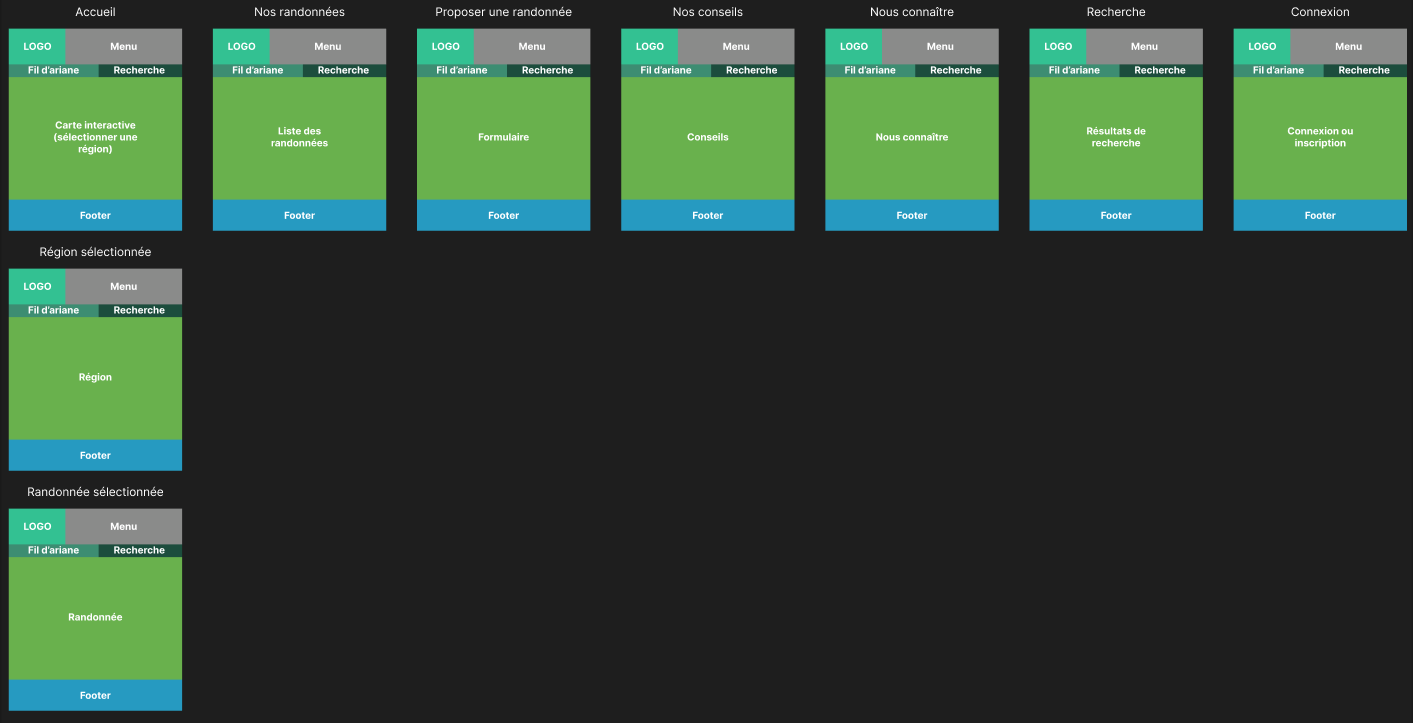 Accueil
Nos randonnées
Proposer une randonnée
Nos conseils
Nous connaître
Recherche
Connexion
LOGO
Menu
Fil d'ariane
Recherche
Carte interactive
(sélectionner une
région)
Footer
LOGO
Menu
Fil d'ariane
Recherche
Liste des
randonnées
Footer
LOGO
Menu
Fil d'ariane
Recherche
Formulaire
Footer
LOGO
Menu
Fil d'ariane
Recherche
Conseils
Footer
LOGO
Menu
Fil d'ariane
Recherche
Nous connaître
Footer
LOGO
Menu
Fil d'ariane
Recherche
Résultats de
recherche
Footer
LOGO
Menu
Fil d'ariane
Recherche
Connexion ou
inscription
Footer
Région sélectionnée
LOGO
Menu
Fil d'ariane
Recherche
Région
Footer
Randonnée sélectionnée
LOGO
Menu
Fil d'ariane
Recherche
Randonnée
Footer